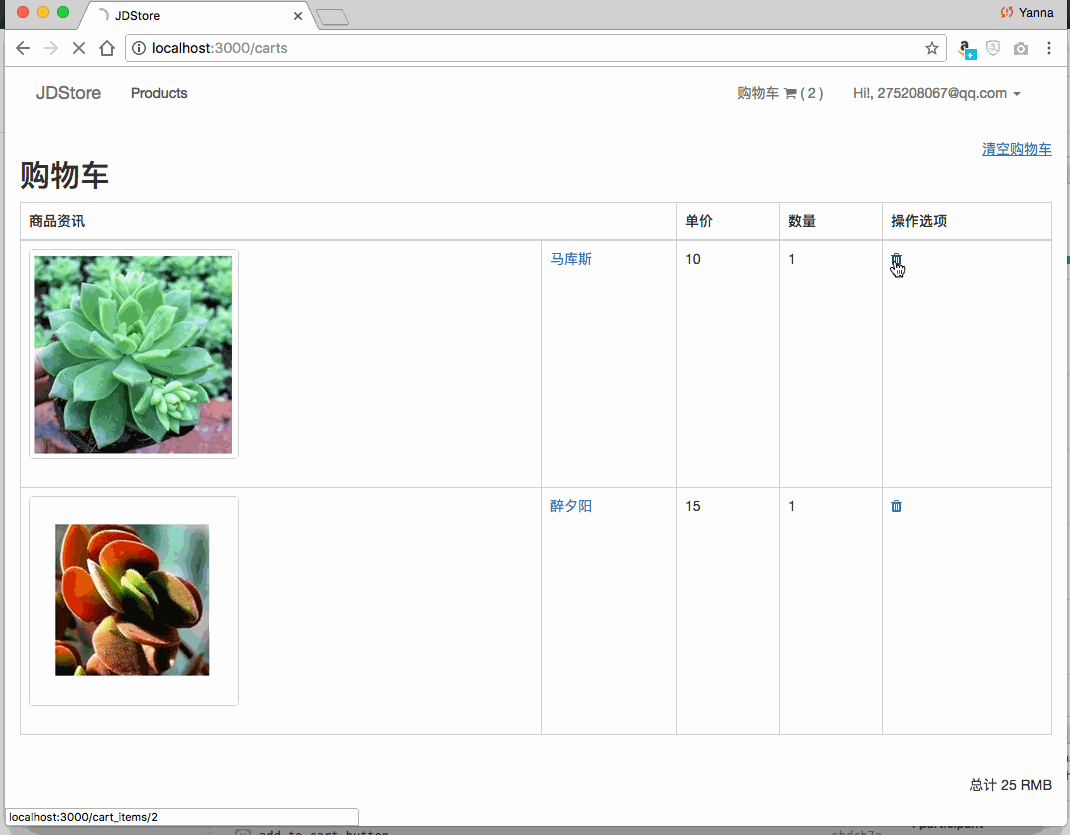 JDStore
Yanna
localhost:3000/carts
JDStore Products 购物车 ( 2 ) Hi!, 275208067@qq.com
清空购物车
购物车
商品资讯 单价 数量 操作选项
马库斯 10 1
醉夕阳 15 1
总计 25 RMB
localhost:3000/cart_items/2